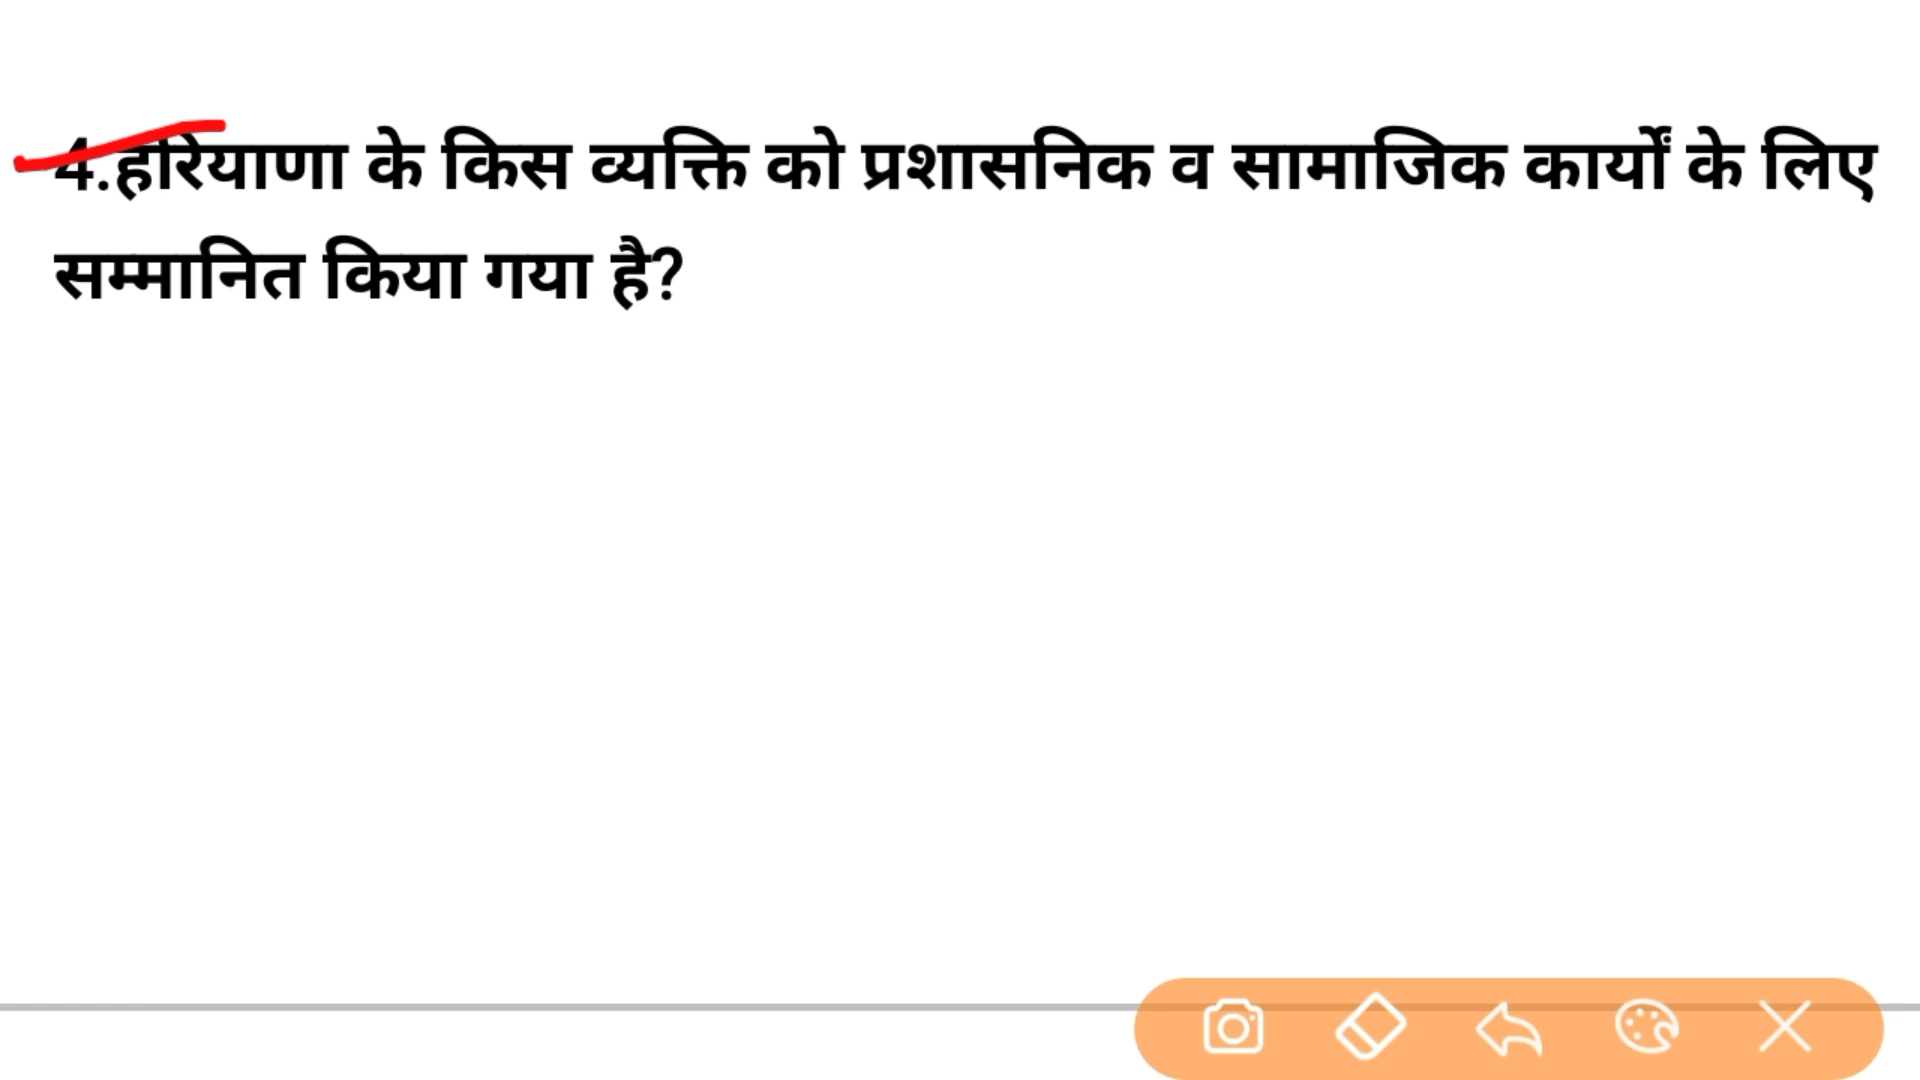 4.हरियाणा के किस व्यक्ति को प्रशासनिक व सामाजिक कार्यों के लिए
सम्मानित किया गया है?